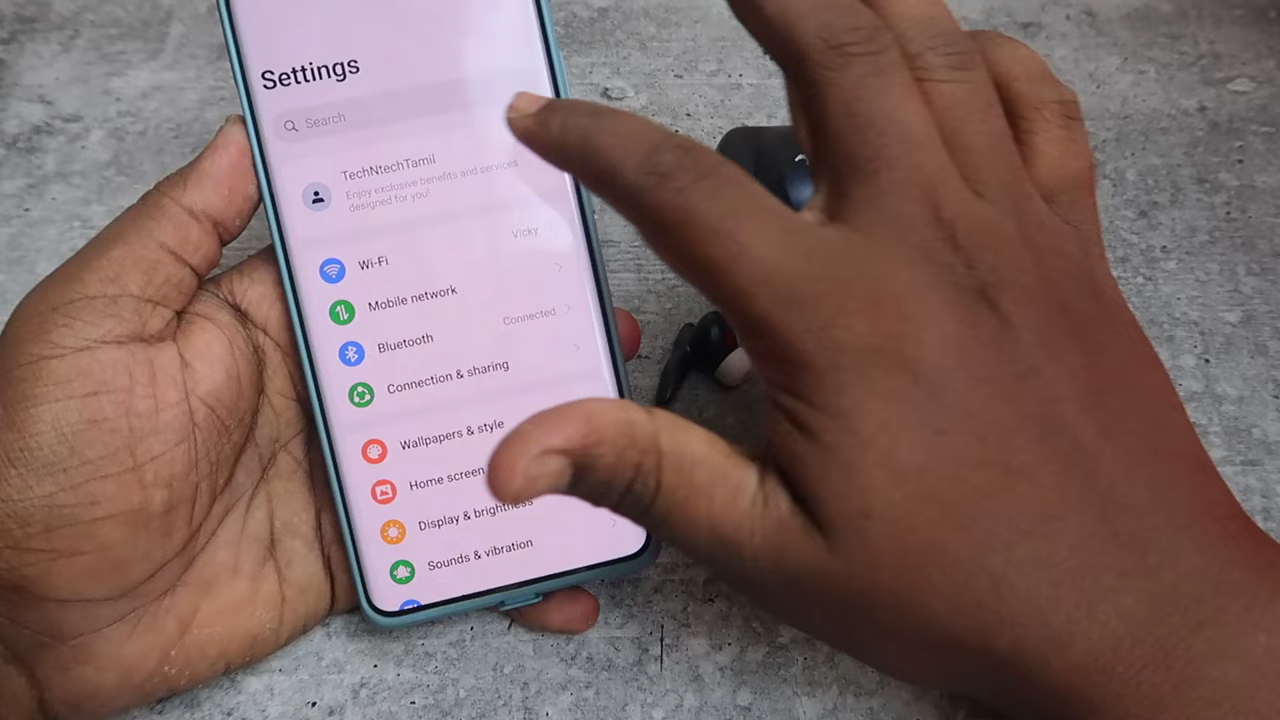 Settings
Search
TechNtechTamil
Enjoy exclusive benefits and services
designed for you!
Wi-Fi
Vicky
Mobile network
Bluetooth
Connected
Connection & sharing
Wallpapers & style
Home screen
Display & brightness
Sounds & vibration